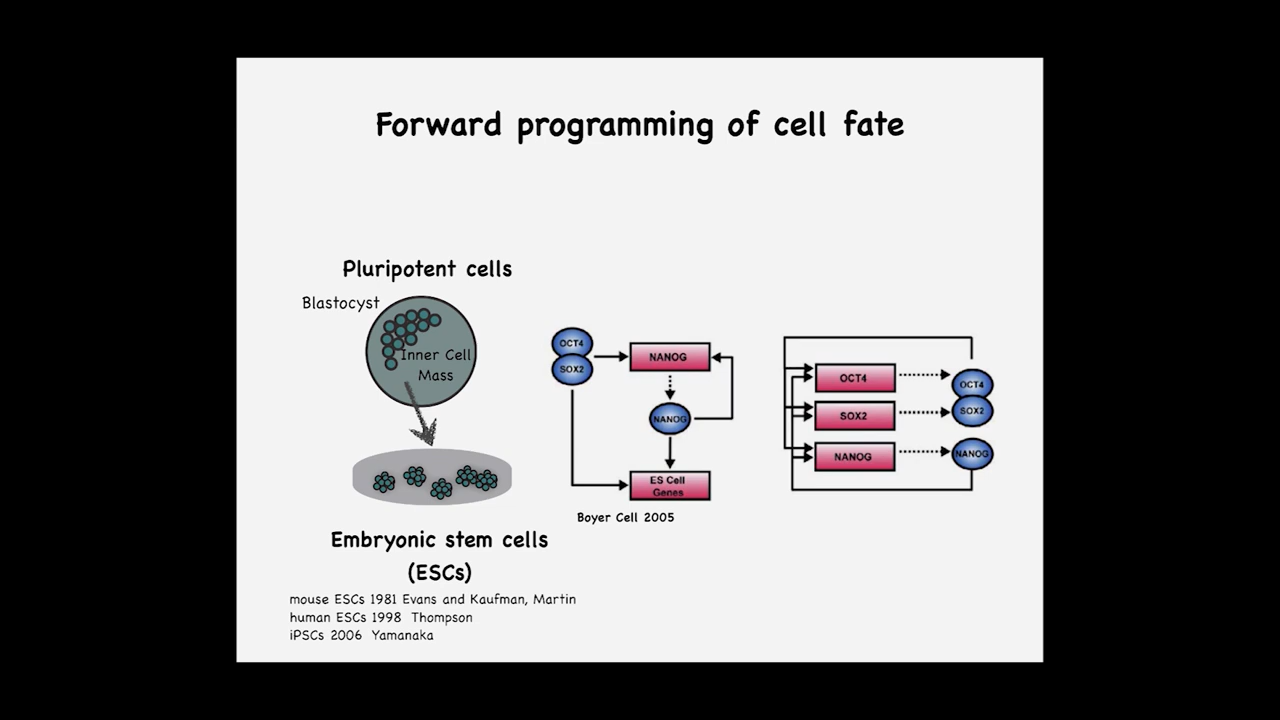 Forward programming of cell fate
Pluripotent cells
Blastocyst
Inner Cell
Mass
Embryonic stem cells
(ESCs)
mouse ESCs 1981 Evans and Kaufman, Martin
human ESCs 1998 Thompson
iPSCs 2006 Yamanaka
OCT4
SOX2
NANOG
NANOG
ES Cell
Genes
Boyer Cell 2005
OCT4
SOX2
NANOG
OCT4
SOX2
NANOG